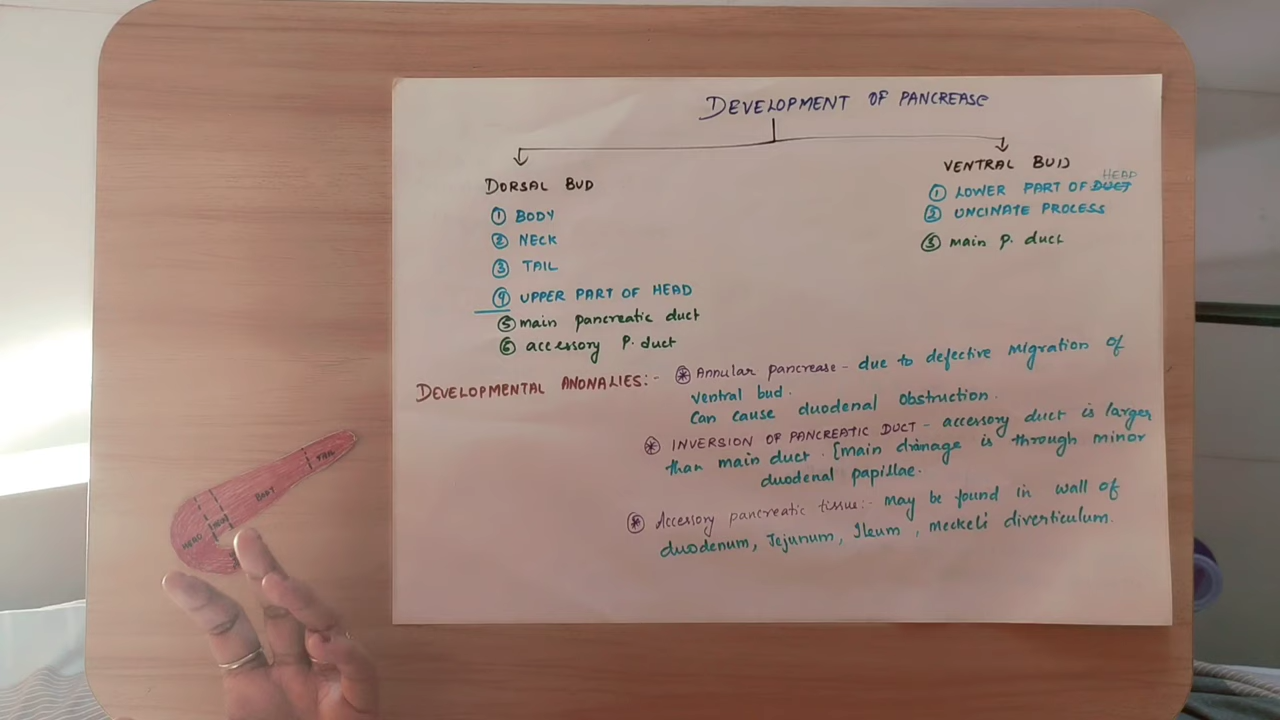 DEVELOPMENT OF PANCREASE
DORSAL BUD
① BODY
② NECK
③ TAIL
④ UPPER PART OF HEAD
⑤ main pancreatic duct
⑥ accessory P. duct
VENTRAL BUD
HEAD
① LOWER PART OF DUCT
② UNCINATE PROCESS
③ main p. duct
DEVELOPMENTAL ANONALIES:- * Annular pancrease - due to defective migration of
ventral bud.
Can cause duodenal obstruction.
* INVERSION OF PANCREATIC DUCT - accessory duct is larger
than main duct. [main drainage is through minor
duodenal papillae.
* Accessory pancreatic tissue:- may be found in wall of
duodenum, Jejunum, Ileum, meckeli diverticulum.
TAIL
BODY
NECK
HEAD